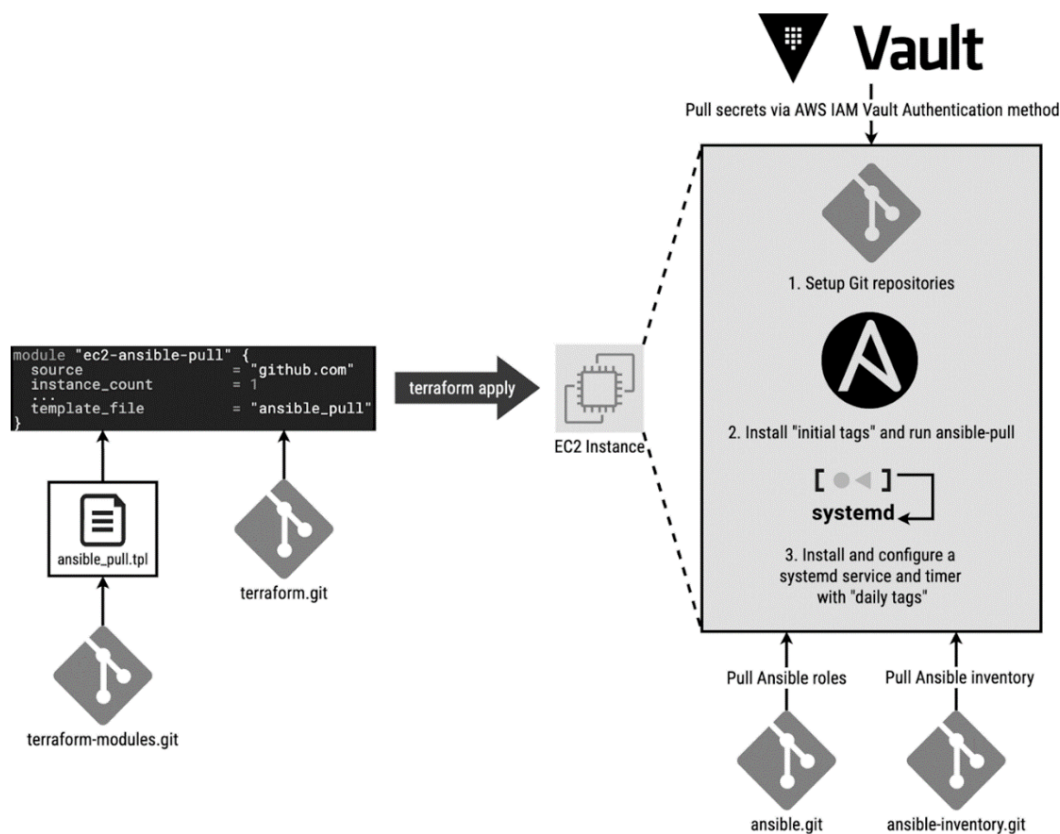 Vault
Pull secrets via AWS IAM Vault Authentication method
1. Setup Git repositories
module "ec2-ansible-pull" {
source = "github.com"
instance_count = 1
...
template_file = "ansible_pull"
}
terraform apply
EC2 Instance
2. Install "initial tags" and run ansible-pull
[ ]
systemd
3. Install and configure a
systemd service and timer
with "daily tags"
ansible_pull.tpl
terraform.git
terraform-modules.git
Pull Ansible roles
Pull Ansible inventory
ansible.git
ansible-inventory.git